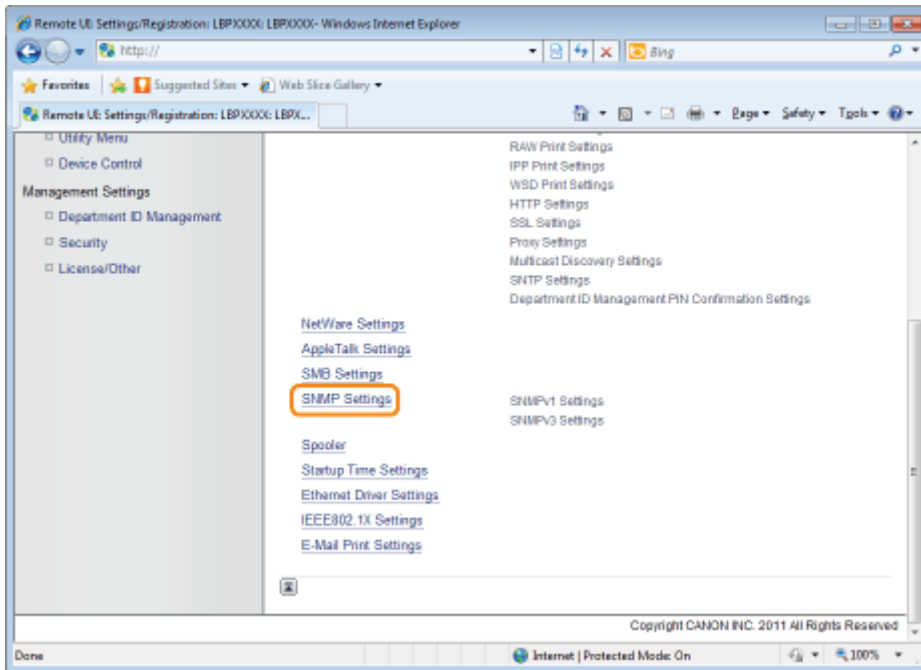 Remote UI: Settings/Registration: LBPXXXX: LBPXXXX- Windows Internet Explorer
http://
Bing
Favorites Suggested Sites Web Slice Gallery
Remote UI: Settings/Registration: LBPXXXX: LBPX...
Page Safety Tools
Utility Menu
Device Control
Management Settings
Department ID Management
Security
License/Other
RAW Print Settings
IPP Print Settings
WSD Print Settings
HTTP Settings
SSL Settings
Proxy Settings
Multicast Discovery Settings
SNTP Settings
Department ID Management PIN Confirmation Settings
NetWare Settings
AppleTalk Settings
SMB Settings
SNMP Settings
SNMPv1 Settings
SNMPv3 Settings
Spooler
Startup Time Settings
Ethernet Driver Settings
IEEE802.1X Settings
E-Mail Print Settings
Copyright CANON INC. 2011 All Rights Reserved
Done
Internet | Protected Mode: On
100%